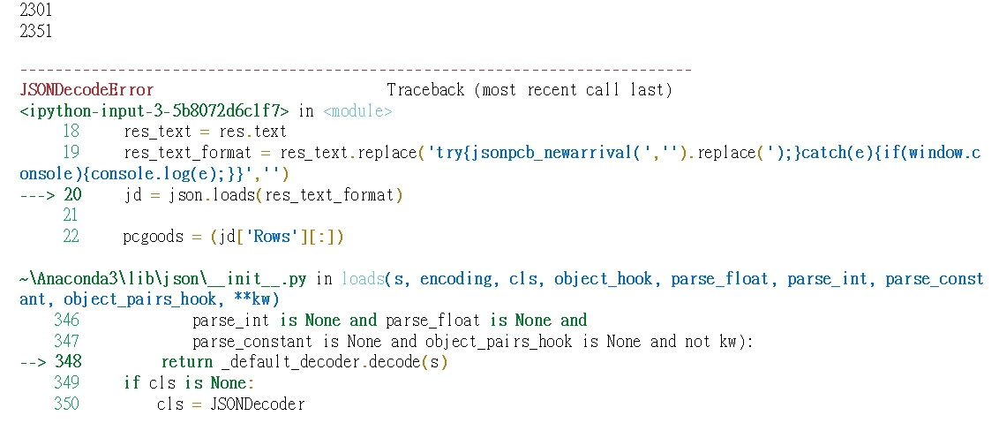 2301
2351
---------------------------------------------------------------------------
JSONDecodeError                           Traceback (most recent call last)
<ipython-input-3-5b8072d6c1f7> in <module>
     18     res_text = res.text
     19     res_text_format = res_text.replace('try{jsonpcb_newarrival(','').replace(');}catch(e){if(window.c
onsole){console.log(e);}}','')
---> 20     jd = json.loads(res_text_format)
     21
     22     pcgoods = (jd['Rows'][:])
~\Anaconda3\lib\json\__init__.py in loads(s, encoding, cls, object_hook, parse_float, parse_int, parse_const
ant, object_pairs_hook, **kw)
    346             parse_int is None and parse_float is None and
    347             parse_constant is None and object_pairs_hook is None and not kw):
--> 348         return _default_decoder.decode(s)
    349     if cls is None:
    350         cls = JSONDecoder